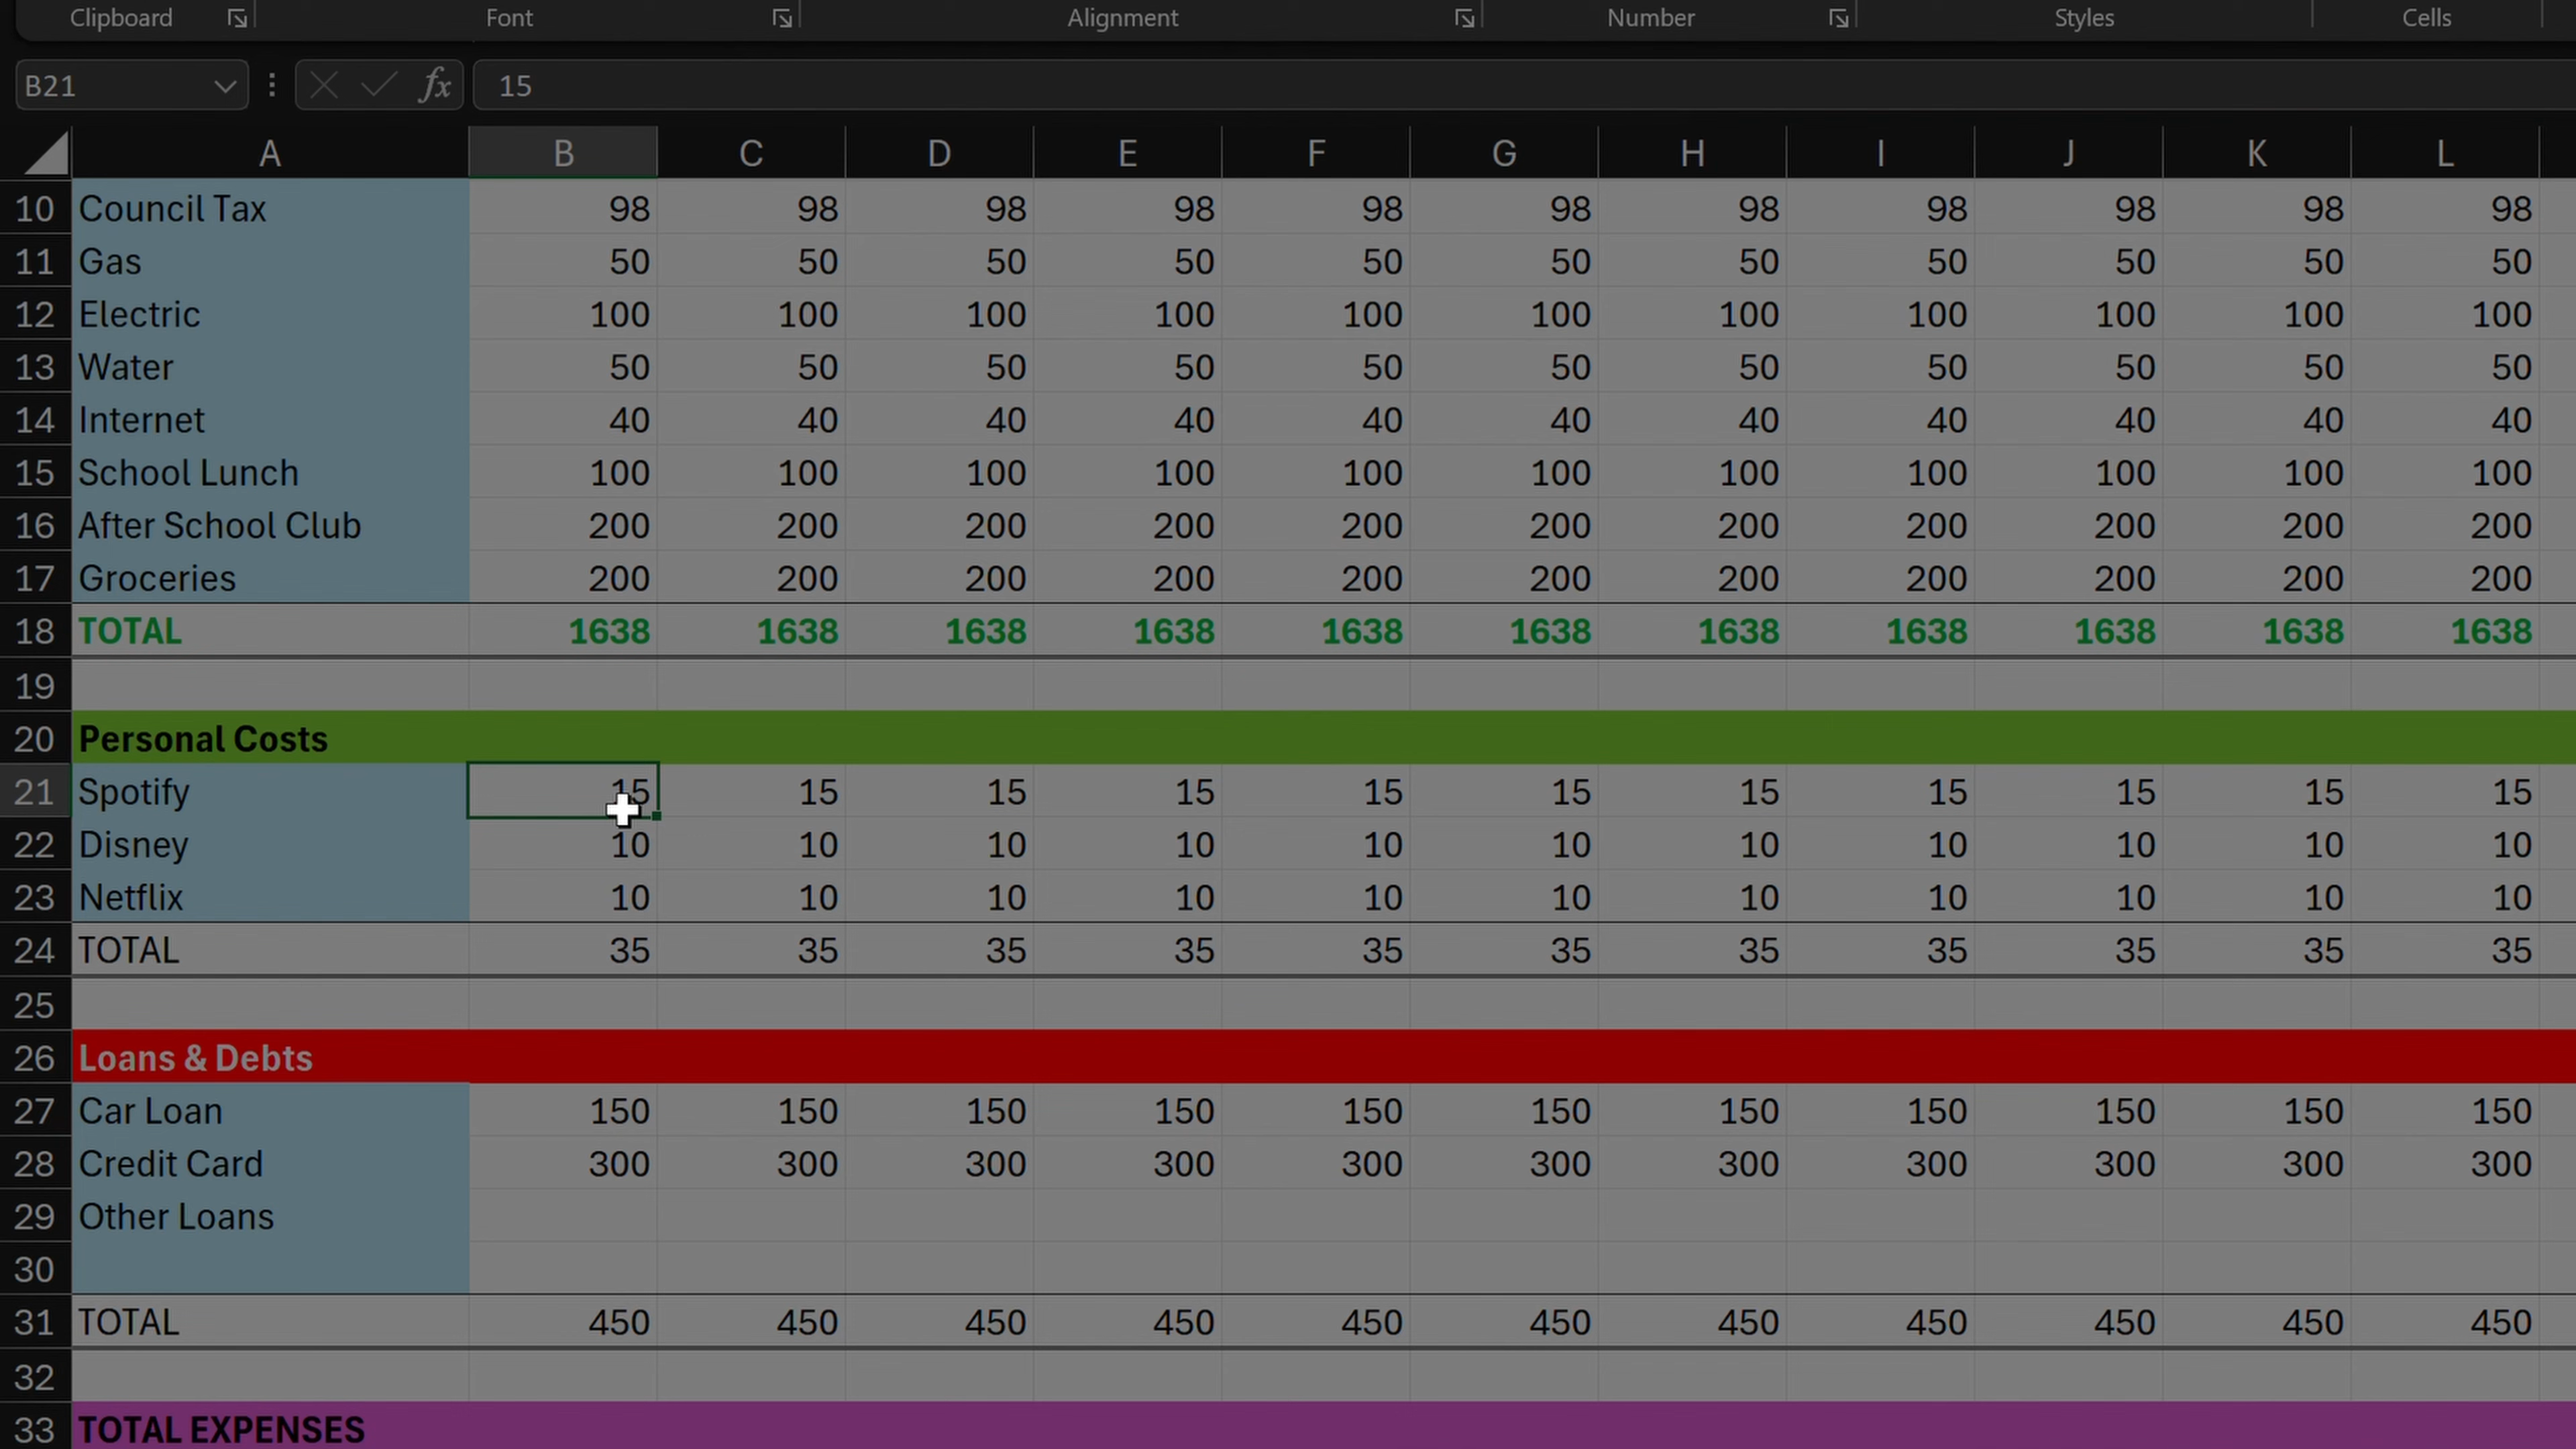 Clipboard Font Alignment Number Styles Cells
B21 fx 15
A B C D E F G H I J K L
10 Council Tax 98 98 98 98 98 98 98 98 98 98 98
11 Gas 50 50 50 50 50 50 50 50 50 50 50
12 Electric 100 100 100 100 100 100 100 100 100 100 100
13 Water 50 50 50 50 50 50 50 50 50 50 50
14 Internet 40 40 40 40 40 40 40 40 40 40 40
15 School Lunch 100 100 100 100 100 100 100 100 100 100 100
16 After School Club 200 200 200 200 200 200 200 200 200 200 200
17 Groceries 200 200 200 200 200 200 200 200 200 200 200
18 TOTAL 1638 1638 1638 1638 1638 1638 1638 1638 1638 1638 1638
19
20 Personal Costs
21 Spotify 15 15 15 15 15 15 15 15 15 15 15
22 Disney 10 10 10 10 10 10 10 10 10 10 10
23 Netflix 10 10 10 10 10 10 10 10 10 10 10
24 TOTAL 35 35 35 35 35 35 35 35 35 35 35
25
26 Loans & Debts
27 Car Loan 150 150 150 150 150 150 150 150 150 150 150
28 Credit Card 300 300 300 300 300 300 300 300 300 300 300
29 Other Loans
30
31 TOTAL 450 450 450 450 450 450 450 450 450 450 450
32
33 TOTAL EXPENSES